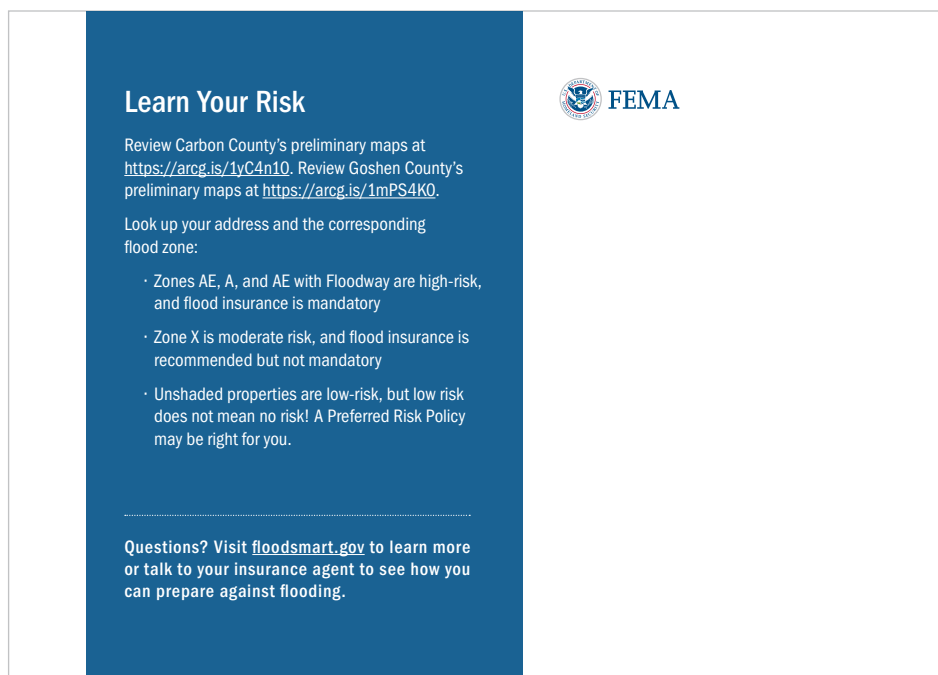 Learn Your Risk
Review Carbon County's preliminary maps at
https://arcg.is/1yC4n10. Review Goshen County's
preliminary maps at https://arcg.is/1mPS4K0.
Look up your address and the corresponding
flood zone:
· Zones AE, A, and AE with Floodway are high-risk,
and flood insurance is mandatory
· Zone X is moderate risk, and flood insurance is
recommended but not mandatory
· Unshaded properties are low-risk, but low risk
does not mean no risk! A Preferred Risk Policy
may be right for you.
Questions? Visit floodsmart.gov to learn more
or talk to your insurance agent to see how you
can prepare against flooding.
U.S. DEPARTMENT OF
HOMELAND SECURITY
FEMA